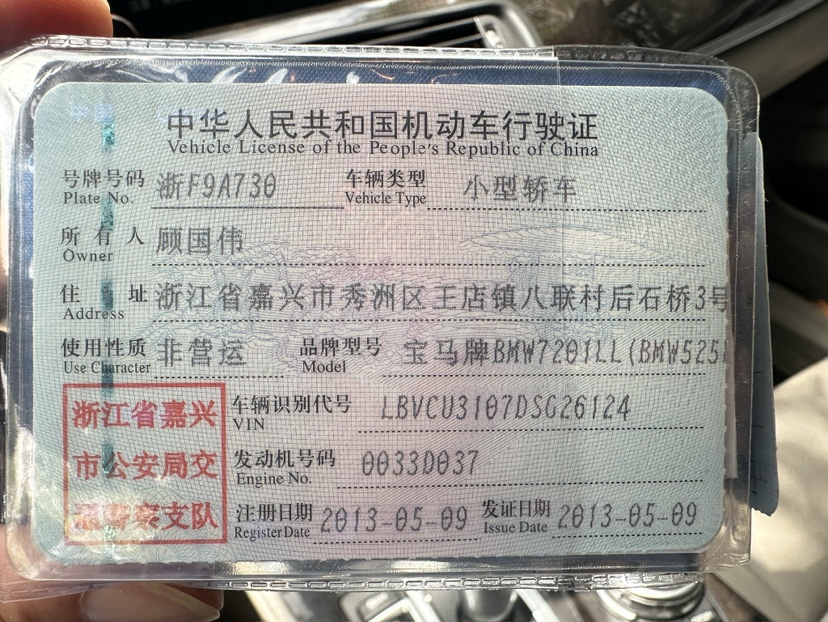 中华人民共和国机动车行驶证
Vehicle License of the People's Republic of China
号牌号码 浙F9A730 车辆类型 小型轿车
Plate No. Vehicle Type
所有人 顾国伟
Owner
住址 浙江省嘉兴市秀洲区王店镇八联村后石桥3号
Address
使用性质 非营运 品牌型号 宝马牌BMW7201LL(BMW525
Use Character Model
浙江省嘉兴
市公安局交
支队
车辆识别代号 LBVCU3107DSG26124
VIN
发动机号码 0033D037
Engine No.
注册日期 2013-05-09 发证日期 2013-05-09
Register Date Issue Date